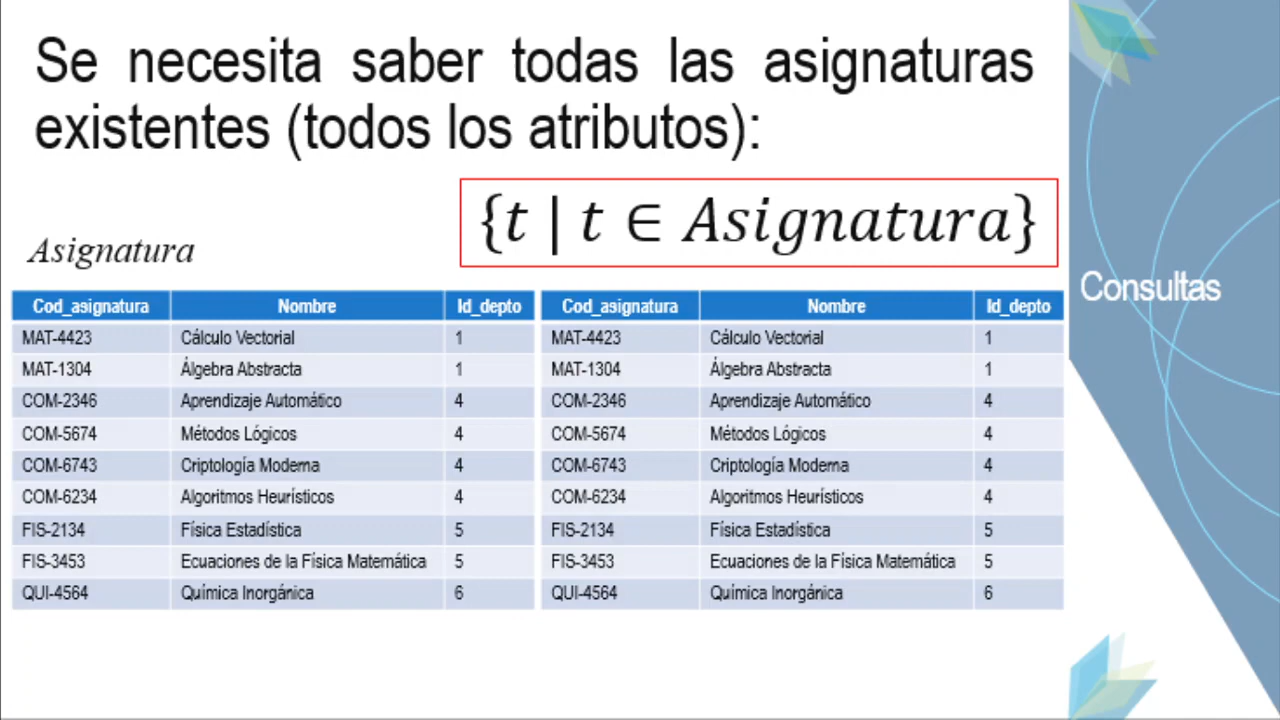 Se necesita saber todas las asignaturas
existentes (todos los atributos):
{t | t ∈ Asignatura}
Asignatura
Cod_asignatura Nombre Id_depto Cod_asignatura Nombre Id_depto
MAT-4423 Cálculo Vectorial 1 MAT-4423 Cálculo Vectorial 1
MAT-1304 Álgebra Abstracta 1 MAT-1304 Álgebra Abstracta 1
COM-2346 Aprendizaje Automático 4 COM-2346 Aprendizaje Automático 4
COM-5674 Métodos Lógicos 4 COM-5674 Métodos Lógicos 4
COM-6743 Criptología Moderna 4 COM-6743 Criptología Moderna 4
COM-6234 Algoritmos Heurísticos 4 COM-6234 Algoritmos Heurísticos 4
FIS-2134 Física Estadística 5 FIS-2134 Física Estadística 5
FIS-3453 Ecuaciones de la Física Matemática 5 FIS-3453 Ecuaciones de la Física Matemática 5
QUI-4564 Química Inorgánica 6 QUI-4564 Química Inorgánica 6
Consultas